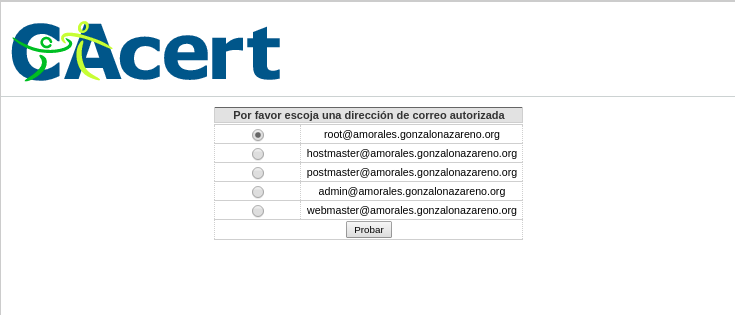 CAcert
Por favor escoja una dirección de correo autorizada
root@amorales.gonzalonazareno.org
hostmaster@amorales.gonzalonazareno.org
postmaster@amorales.gonzalonazareno.org
admin@amorales.gonzalonazareno.org
webmaster@amorales.gonzalonazareno.org
Probar